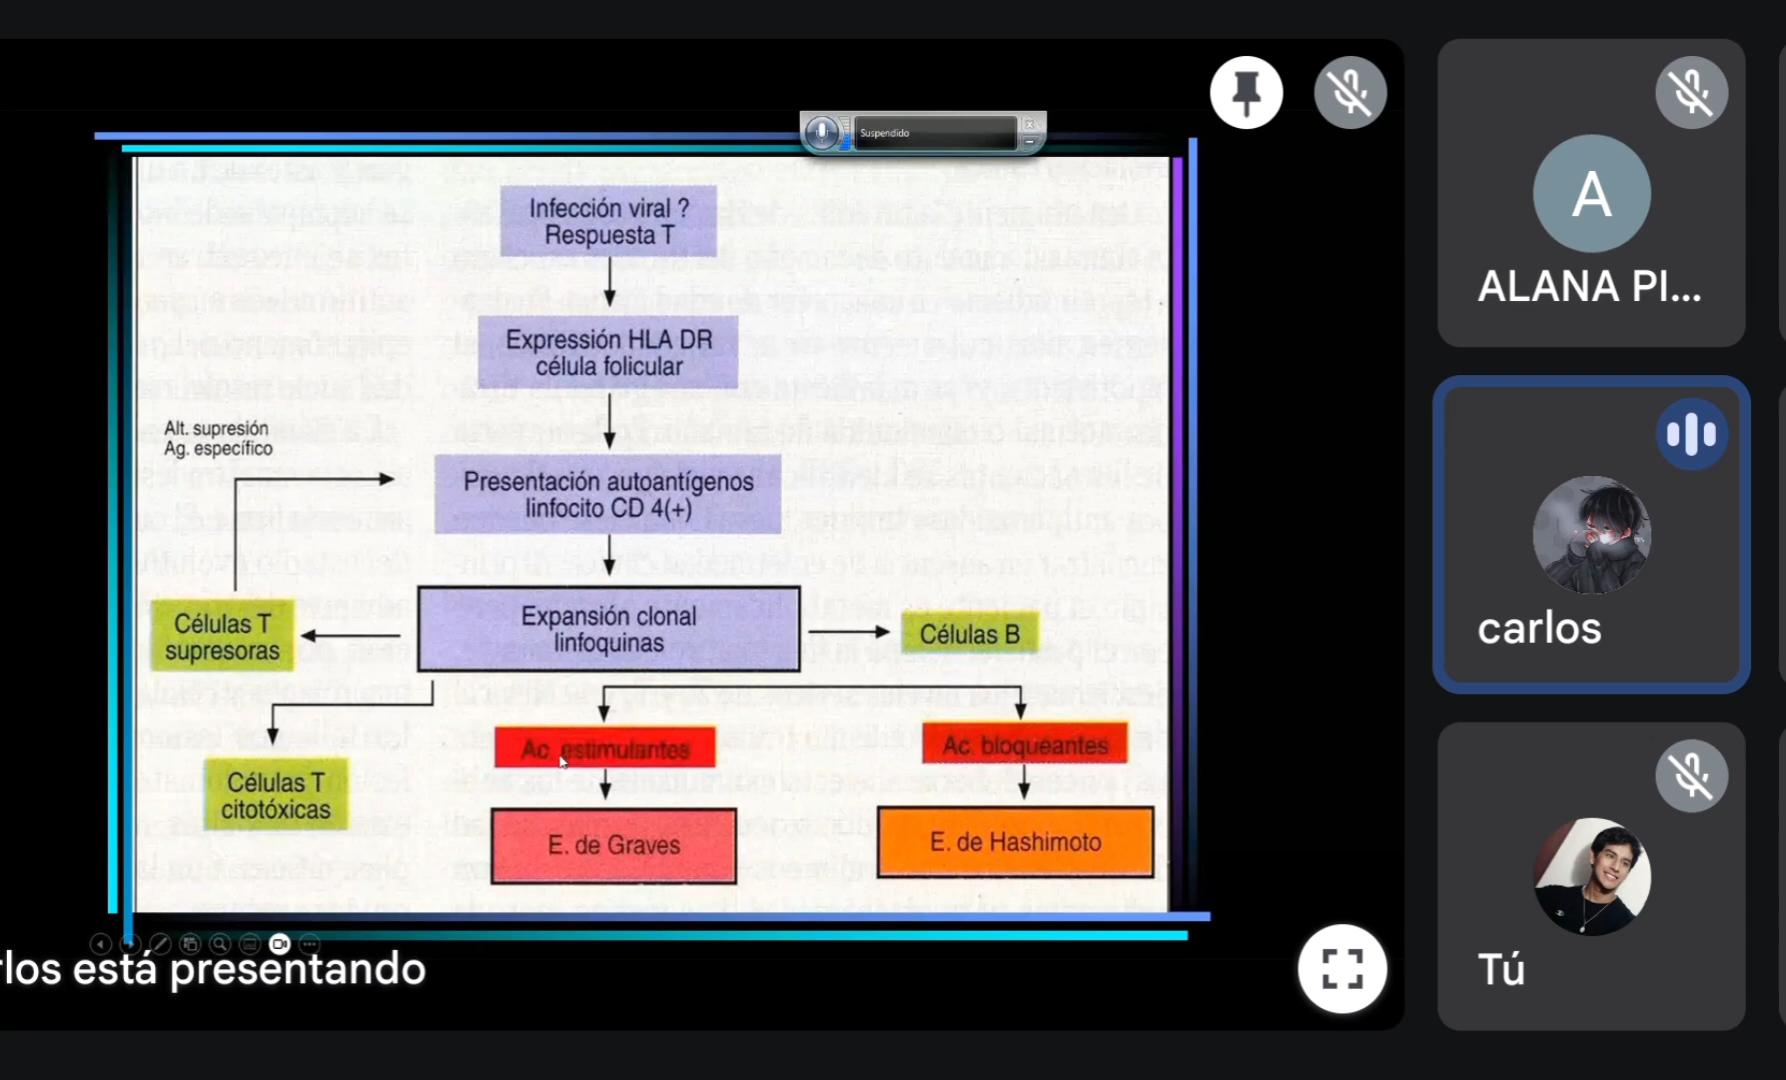 Suspendido
Infección viral ?
Respuesta T
Expresión HLA DR
célula folicular
Alt. supresión
Ag. específico
Presentación autoantígenos
linfocito CD 4(+)
Células T
supresoras
Expansión clonal
linfoquinas
Células B
Ac. estimulantes
Ac. bloqueantes
Células T
citotóxicas
E. de Graves
E. de Hashimoto
rlos está presentando
A
ALANA PI...
carlos
Tú